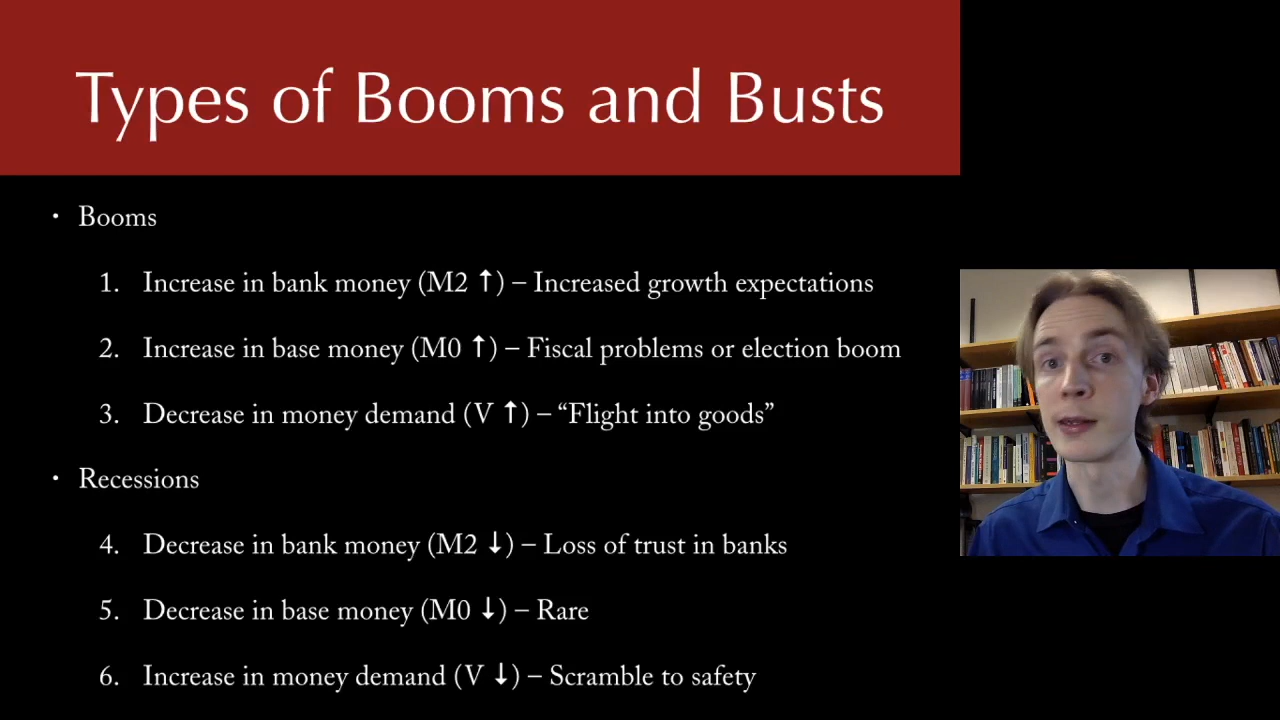 Types of Booms and Busts
• Booms
1. Increase in bank money (M2 ↑) – Increased growth expectations
2. Increase in base money (M0 ↑) – Fiscal problems or election boom
3. Decrease in money demand (V ↑) – “Flight into goods”
• Recessions
4. Decrease in bank money (M2 ↓) – Loss of trust in banks
5. Decrease in base money (M0 ↓) – Rare
6. Increase in money demand (V ↓) – Scramble to safety